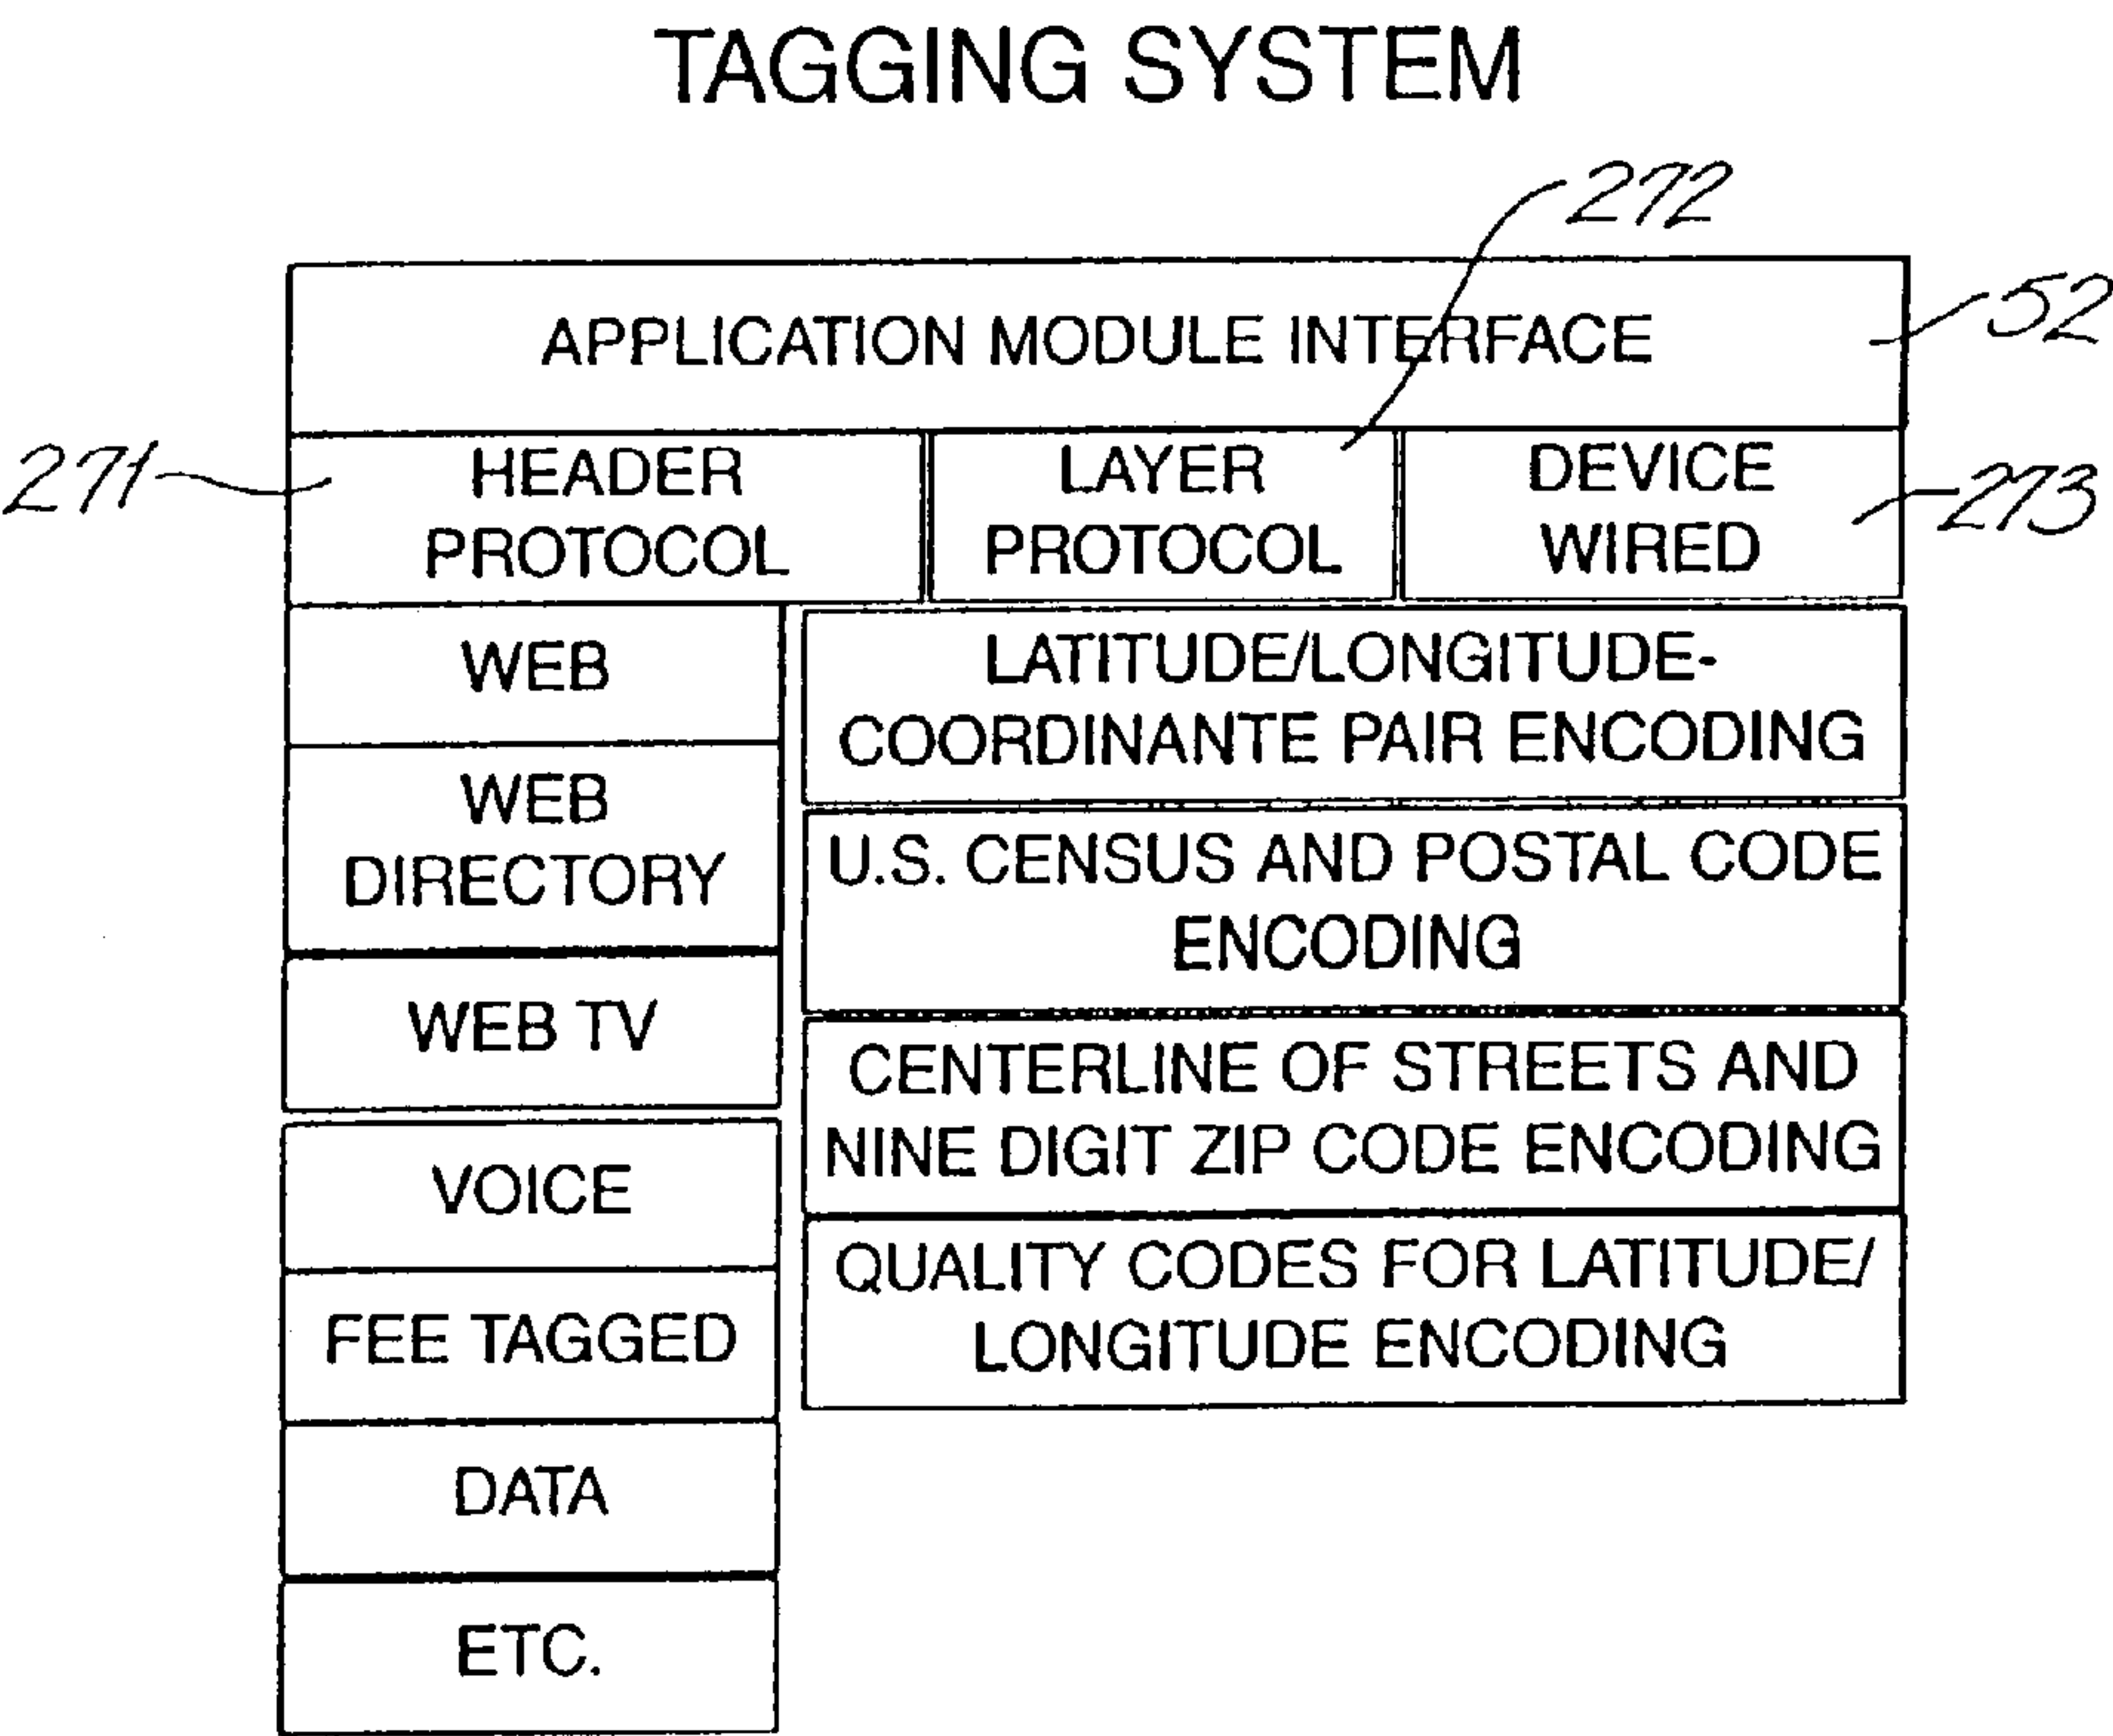 TAGGING SYSTEM
272
APPLICATION MODULE INTERFACE
52
271
HEADER
PROTOCOL
LAYER
PROTOCOL
DEVICE
WIRED
273
WEB
WEB
DIRECTORY
WEB TV
VOICE
FEE TAGGED
DATA
ETC.
LATITUDE/LONGITUDE-
COORDINANTE PAIR ENCODING
U.S. CENSUS AND POSTAL CODE
ENCODING
CENTERLINE OF STREETS AND
NINE DIGIT ZIP CODE ENCODING
QUALITY CODES FOR LATITUDE/
LONGITUDE ENCODING